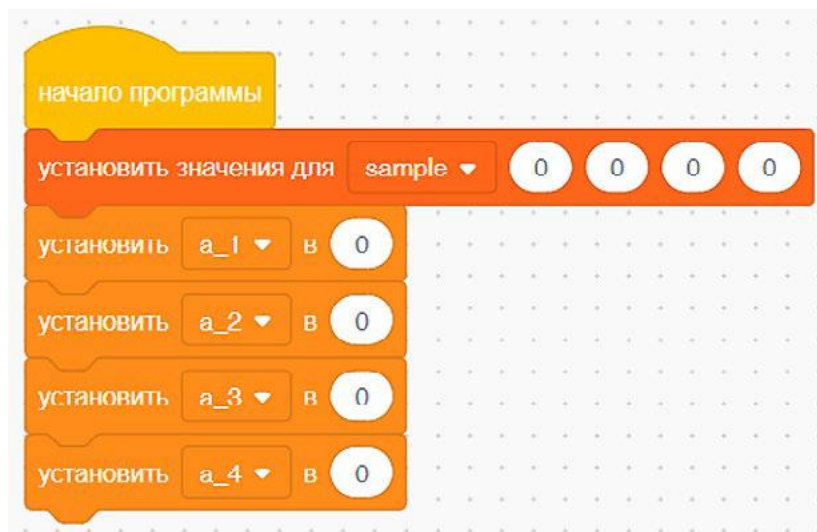 начало программы
установить значения для sample 0 0 0 0
установить a_1 в 0
установить a_2 в 0
установить a_3 в 0
установить a_4 в 0